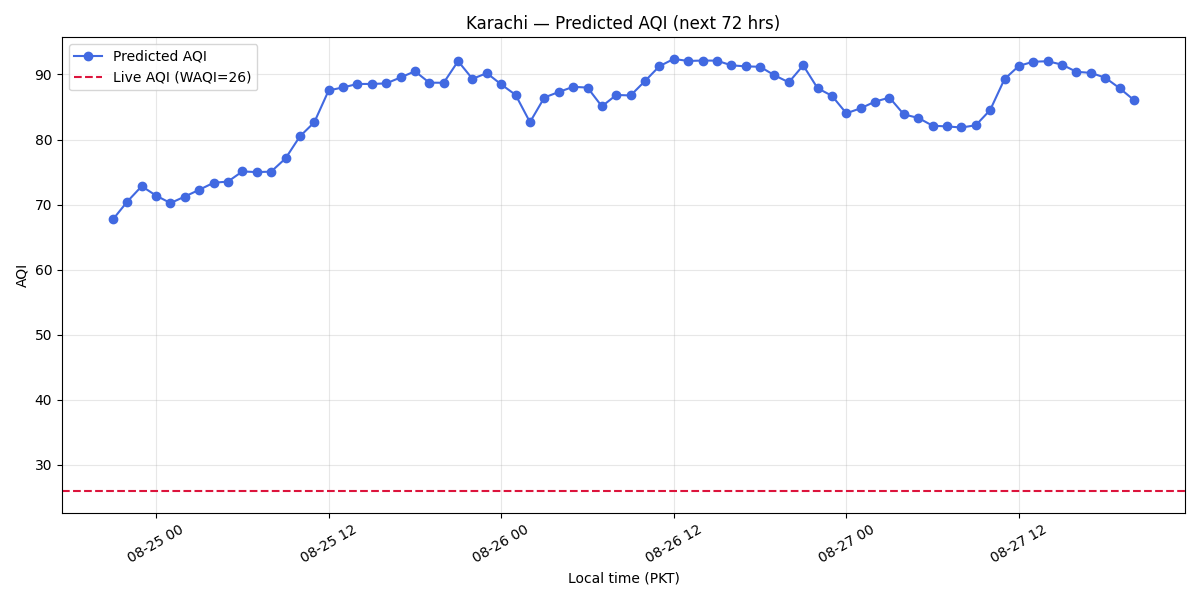 Karachi — Predicted AQI (next 72 hrs)
Predicted AQI
Live AQI (WAQI=26)
90
80
70
60
50
40
30
AQI
08-25 00
08-25 12
08-26 00
08-26 12
08-27 00
08-27 12
Local time (PKT)